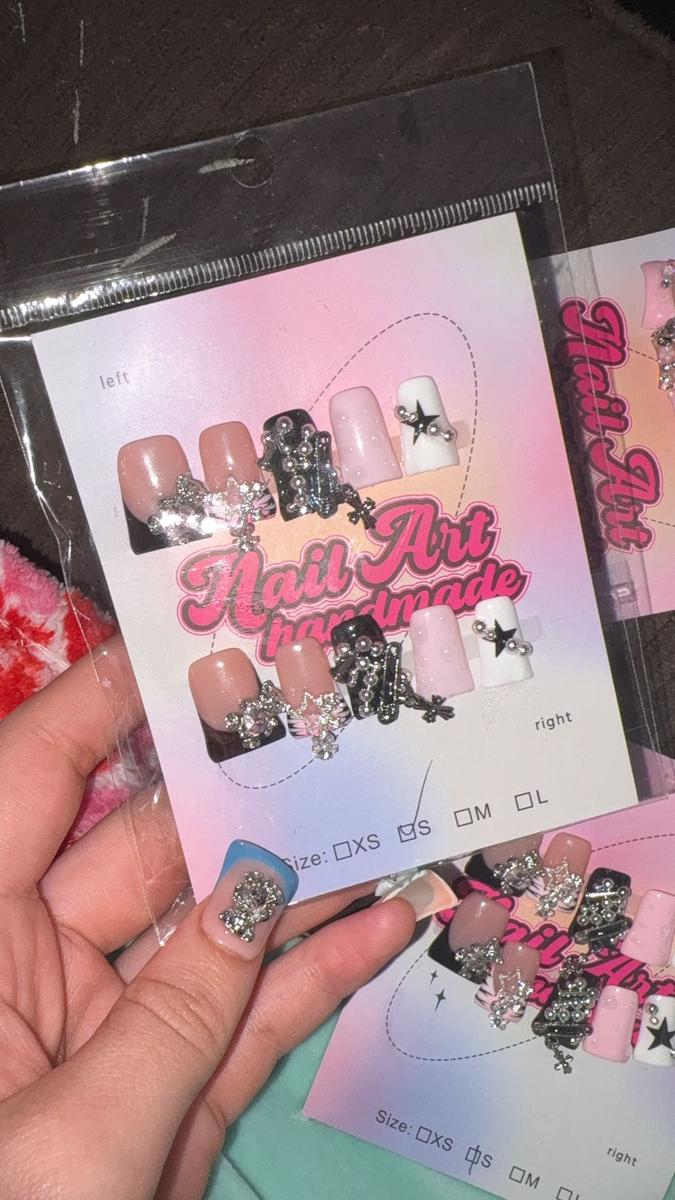 left
Nail Art
handmade
right
Size: □XS ☑S □M □L
Nail Art
Nail Art
Size: □XS □S □M □L
right